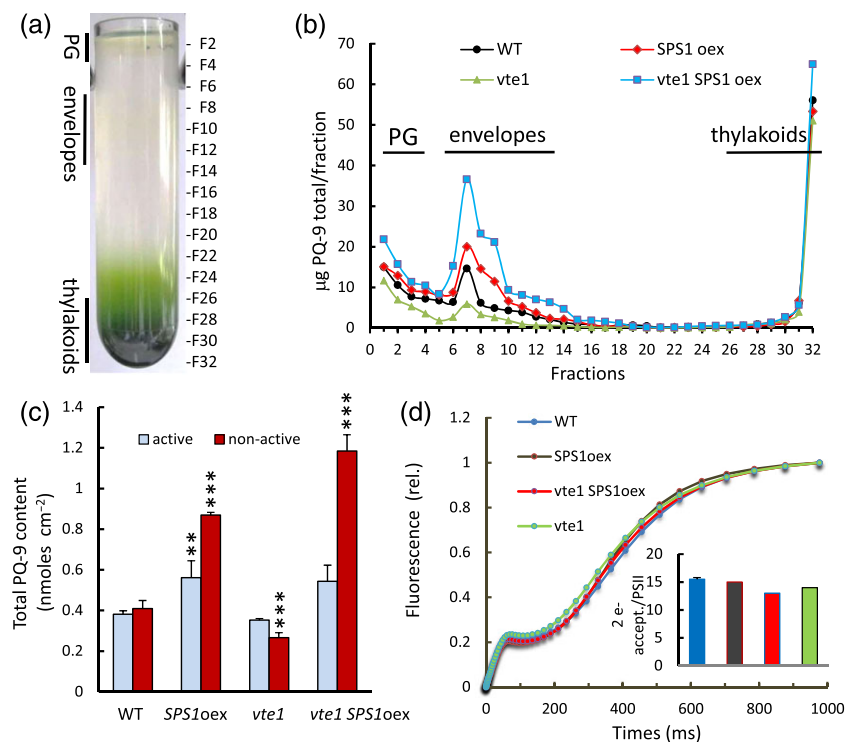 (a)
PG
envelopes
thylakoids
- F2
- F4
- F6
- F8
- F10
- F12
-F14
-F16
-F18
-F20
-F22
-F24
-F26
-F28
-F30
-F32
(b)
WT
SPS1 oex
vte1
vte1 SPS1 oex
PG
envelopes
thylakoids
µg PQ-9 total/fraction
70
60
50
40
30
20
10
0
0 2 4 6 8 10 12 14 16 18 20 22 24 26 28 30 32
Fractions
(c)
active
non-active
Total PQ-9 content
(nmoles cm⁻²)
1.4
1.2
1
0.8
0.6
0.4
0.2
0
**
***
***
***
WT SPS1oex vte1 vte1 SPS1oex
(d)
WT
SPS1oex
vte1 SPS1oex
vte1
Fluorescence (rel.)
1.2
1
0.8
0.6
0.4
0.2
0
0 200 400 600 800 1000
Times (ms)
2 e-
accept./PSII
20
15
10
5
0